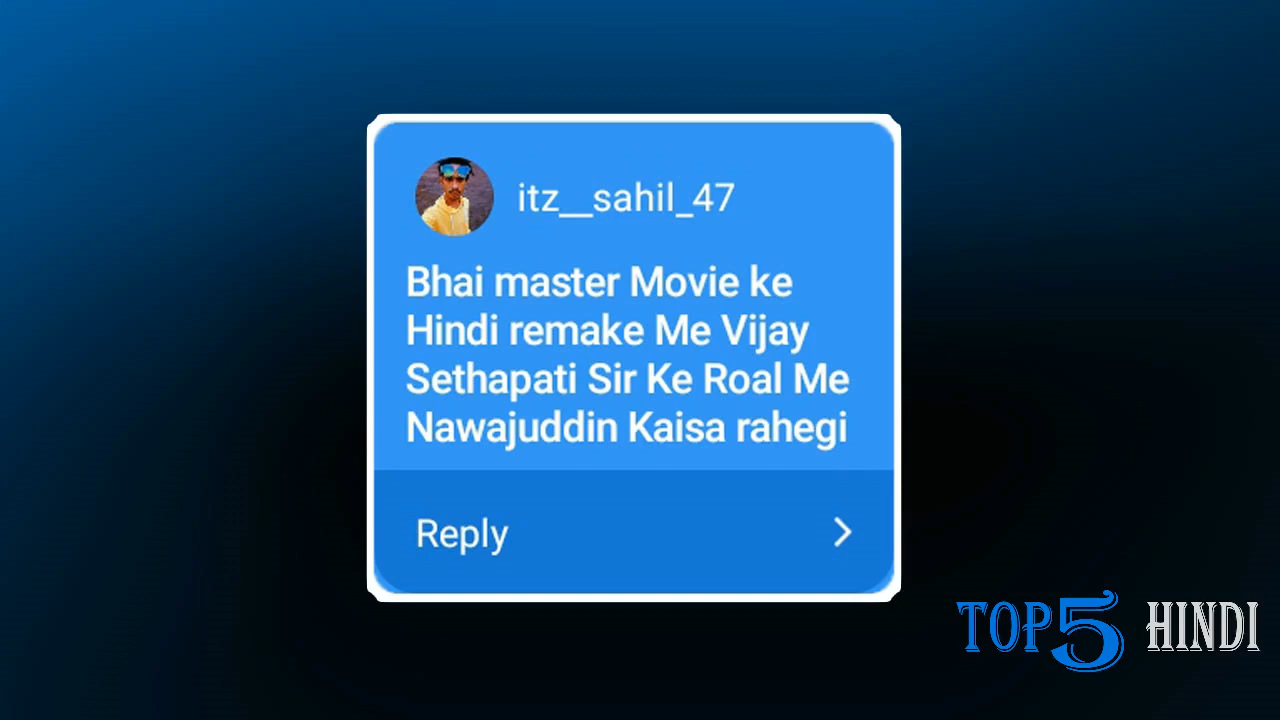 itz__sahil_47
Bhai master Movie ke
Hindi remake Me Vijay
Sethapati Sir Ke Roal Me
Nawajuddin Kaisa rahegi
Reply
TOP5 HINDI